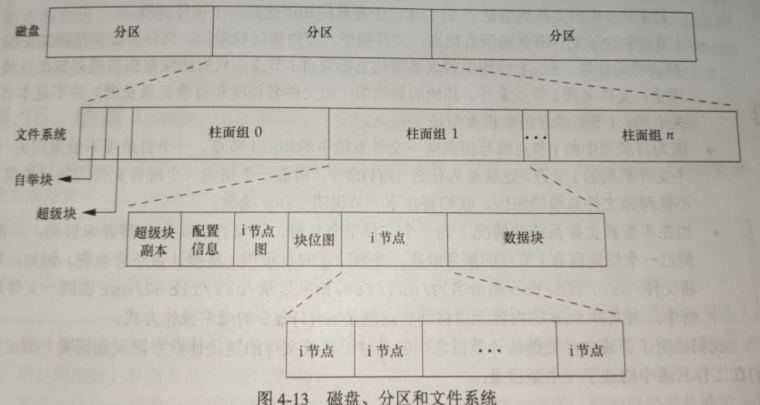 磁盘 分区 分区 分区
文件系统 柱面组 0 柱面组 1 ··· 柱面组 n
自举块
超级块
超级块副本 配置信息 i 节点图 块位图 i 节点 数据块
i 节点 i 节点 ··· i 节点
图 4-13 磁盘、分区和文件系统